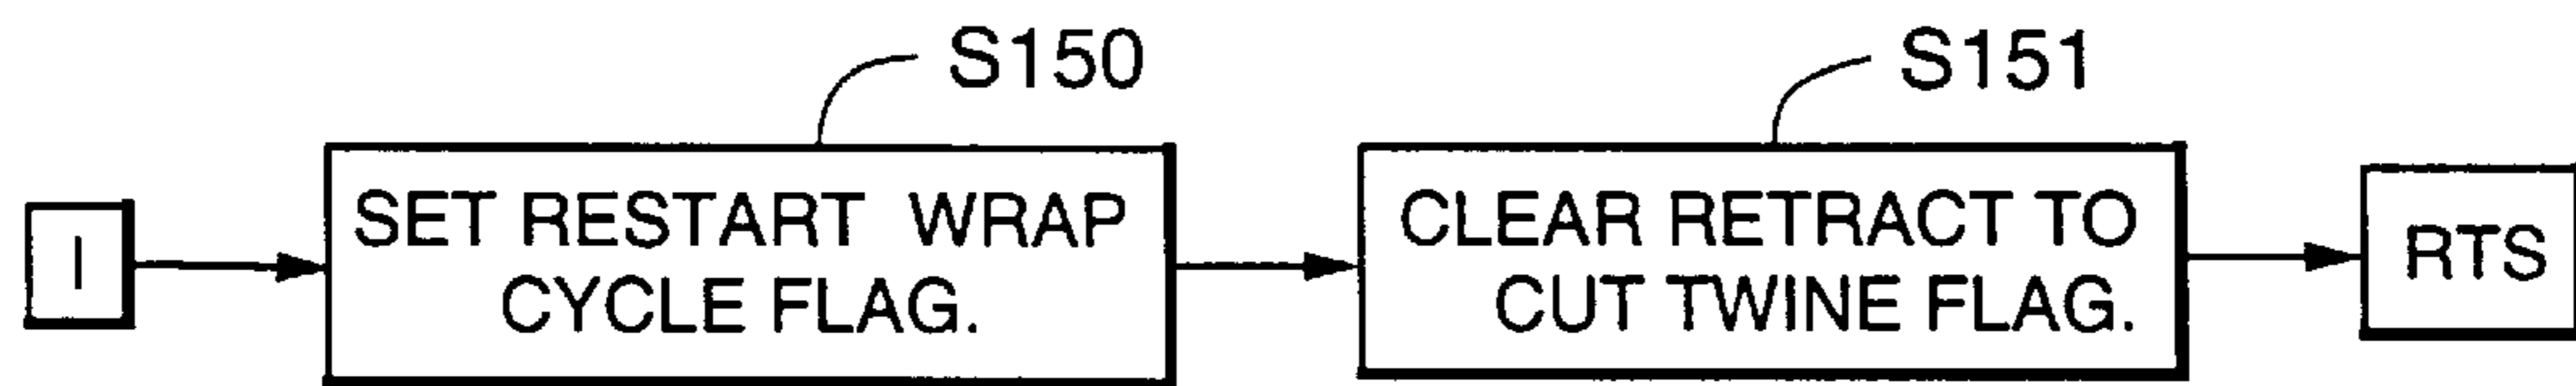 S150
S151
I
SET RESTART WRAP
CYCLE FLAG.
CLEAR RETRACT TO
CUT TWINE FLAG.
RTS